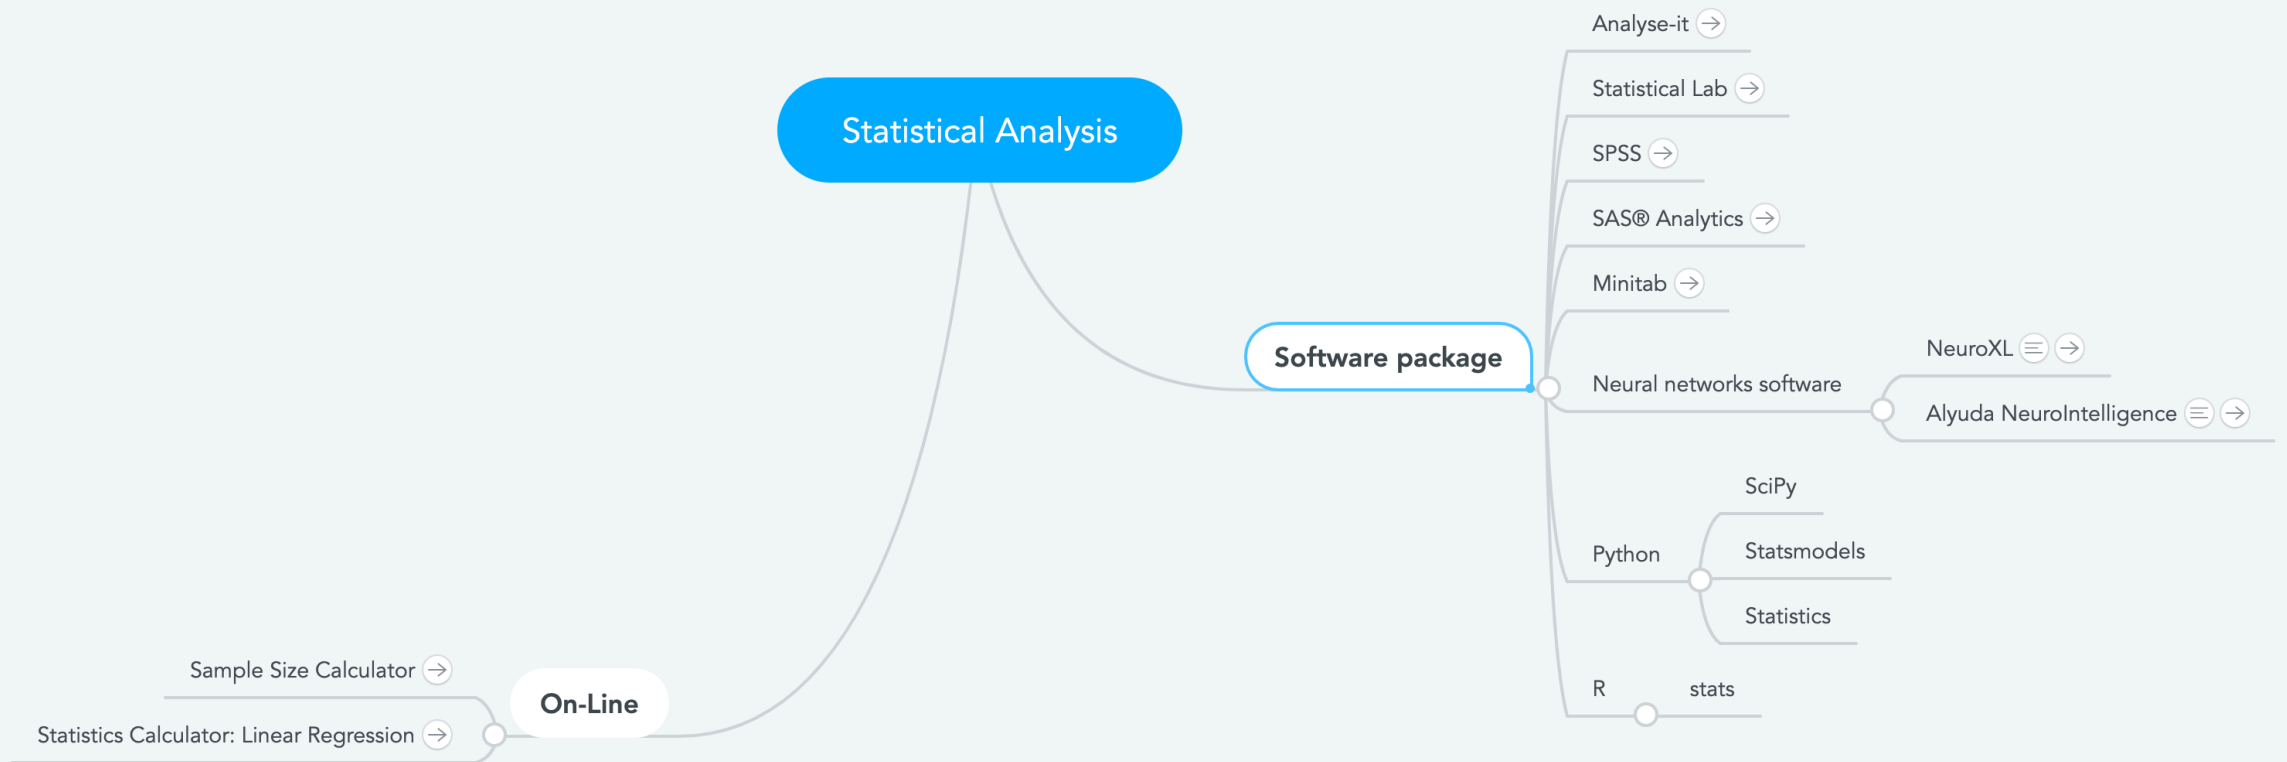 Statistical Analysis
Software package
Analyse-it
Statistical Lab
SPSS
SAS® Analytics
Minitab
Neural networks software
NeuroXL
Alyuda NeuroIntelligence
Python
SciPy
Statsmodels
Statistics
R
stats
On-Line
Sample Size Calculator
Statistics Calculator: Linear Regression